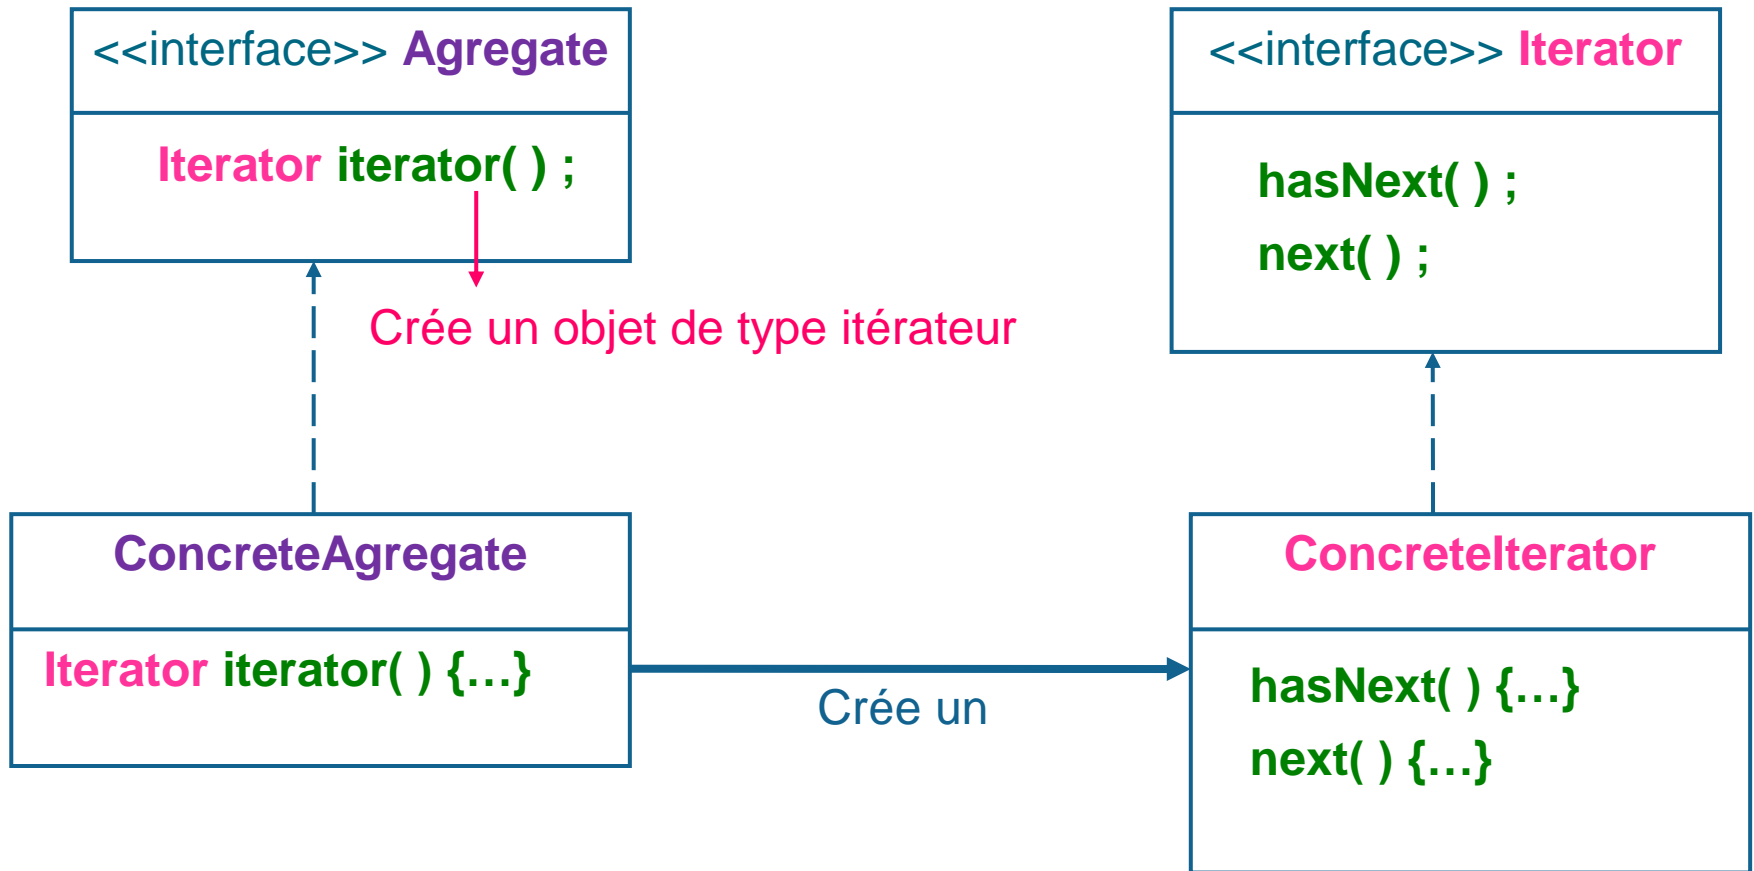 <<interface>> Agregate
Iterator iterator( ) ;
Crée un objet de type itérateur
<<interface>> Iterator
hasNext( ) ;
next( ) ;
ConcreteAgregate
Iterator iterator( ) {…}
Crée un
ConcreteIterator
hasNext( ) {…}
next( ) {…}